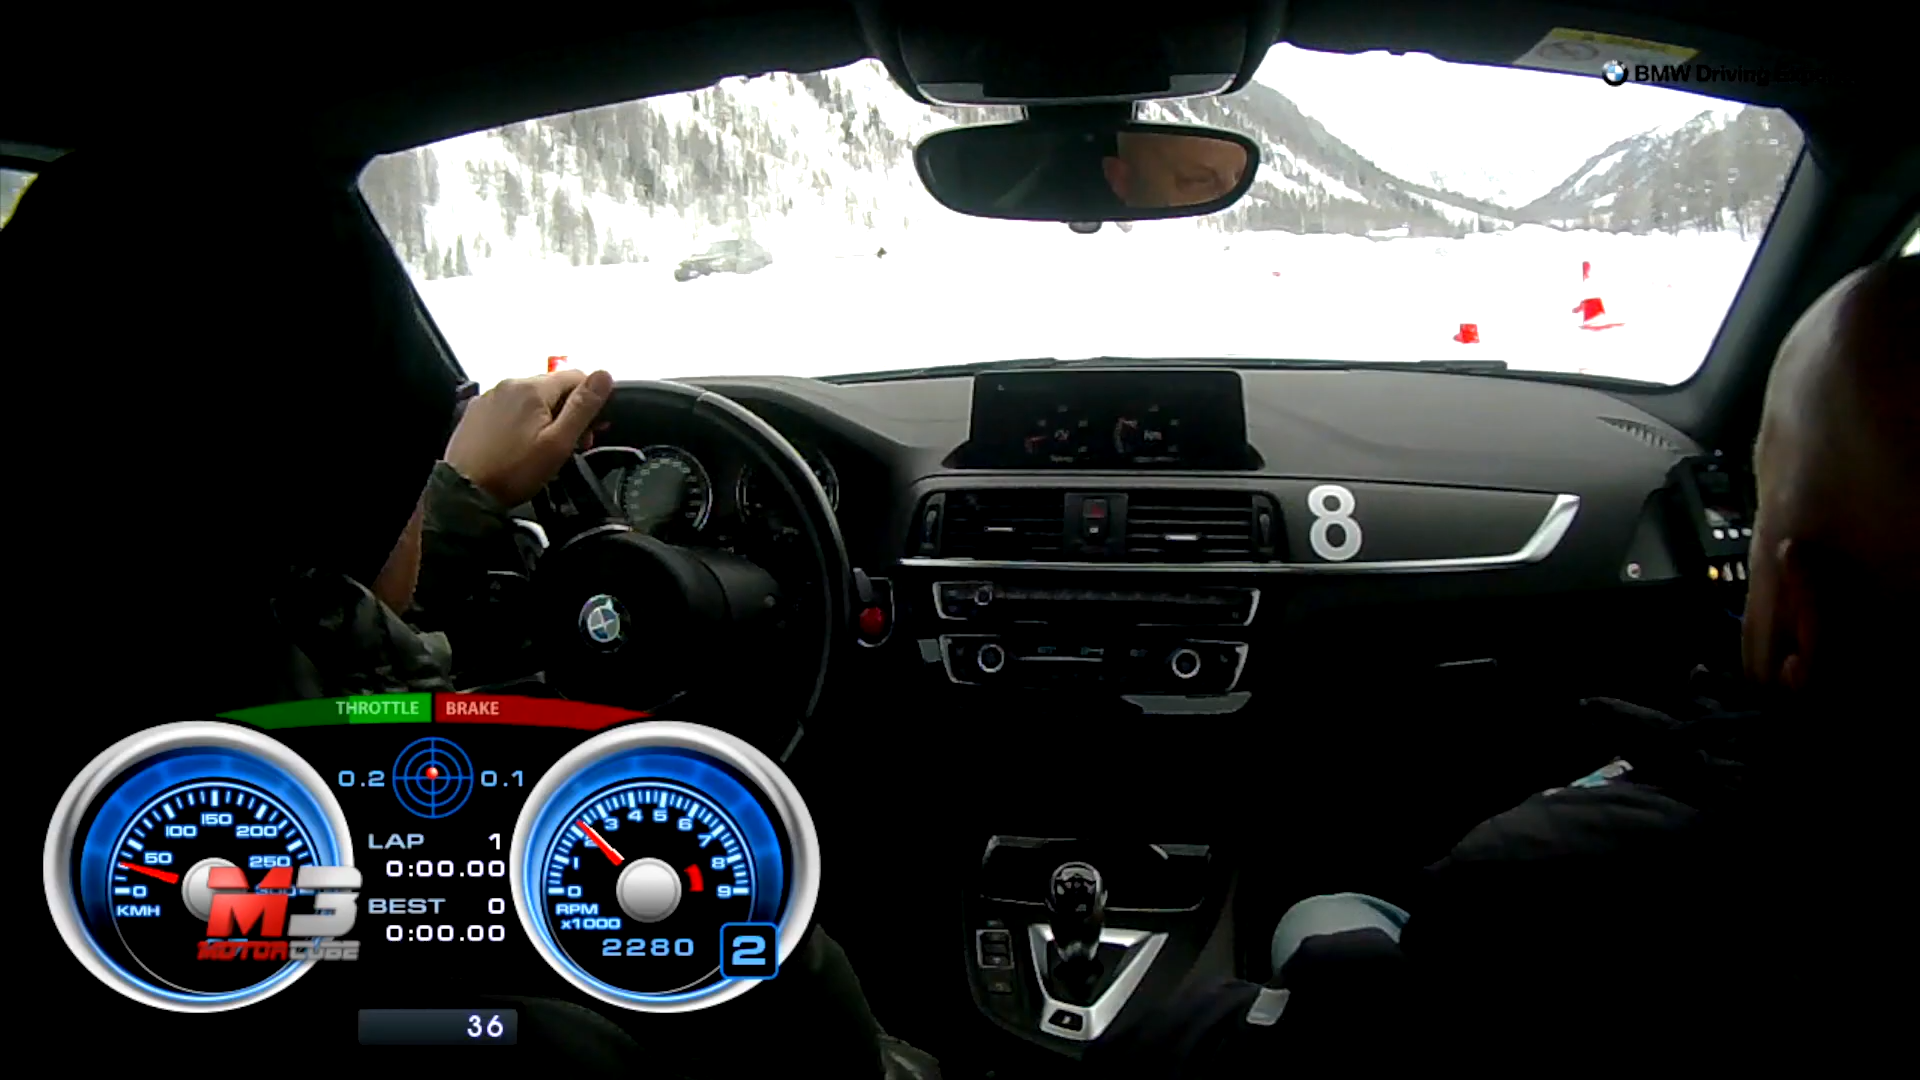 BMW Driving
8
THROTTLE BRAKE
0.2 0.1
LAP 1
0:00.00
BEST 0
0:00.00
0 50 100 150 200 250 300
KMH
M3
MOTORCUBE
0 1 2 3 4 5 6 7 8 9
RPM
x1000
2280
2
36